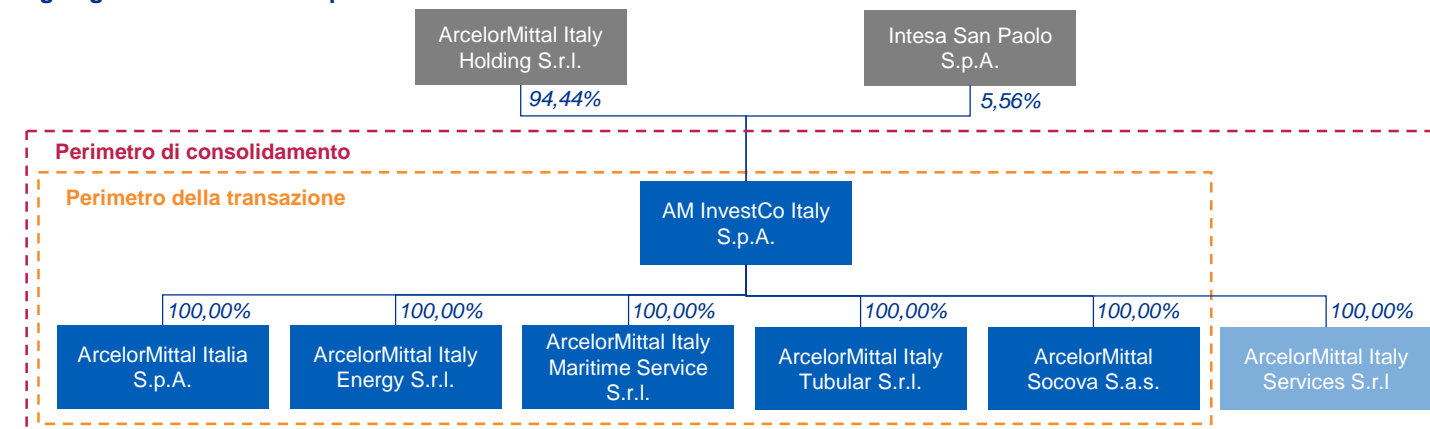 ArcelorMittal Italy
Holding S.r.l.
Intesa San Paolo
S.p.A.
94,44%
5,56%
Perimetro di consolidamento
Perimetro della transazione
AM InvestCo Italy
S.p.A.
100,00%
100,00%
100,00%
100,00%
100,00%
100,00%
ArcelorMittal Italia
S.p.A.
ArcelorMittal Italy
Energy S.r.l.
ArcelorMittal Italy
Maritime Service
S.r.l.
ArcelorMittal Italy
Tubular S.r.l.
ArcelorMittal
Socova S.a.s.
ArcelorMittal Italy
Services S.r.l